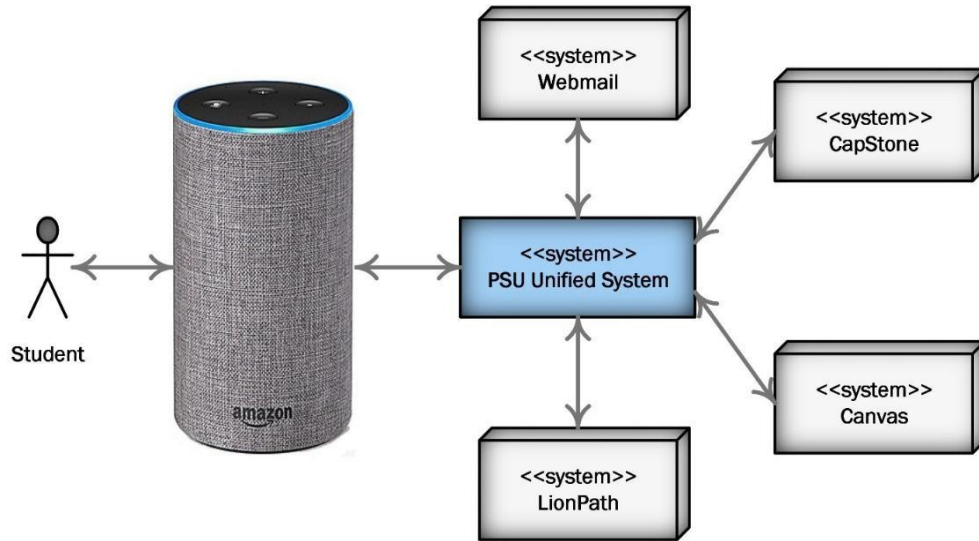 <<system>>
Webmail
<<system>>
CapStone
<<system>>
PSU Unified System
Student
amazon
<<system>>
Canvas
<<system>>
LionPath